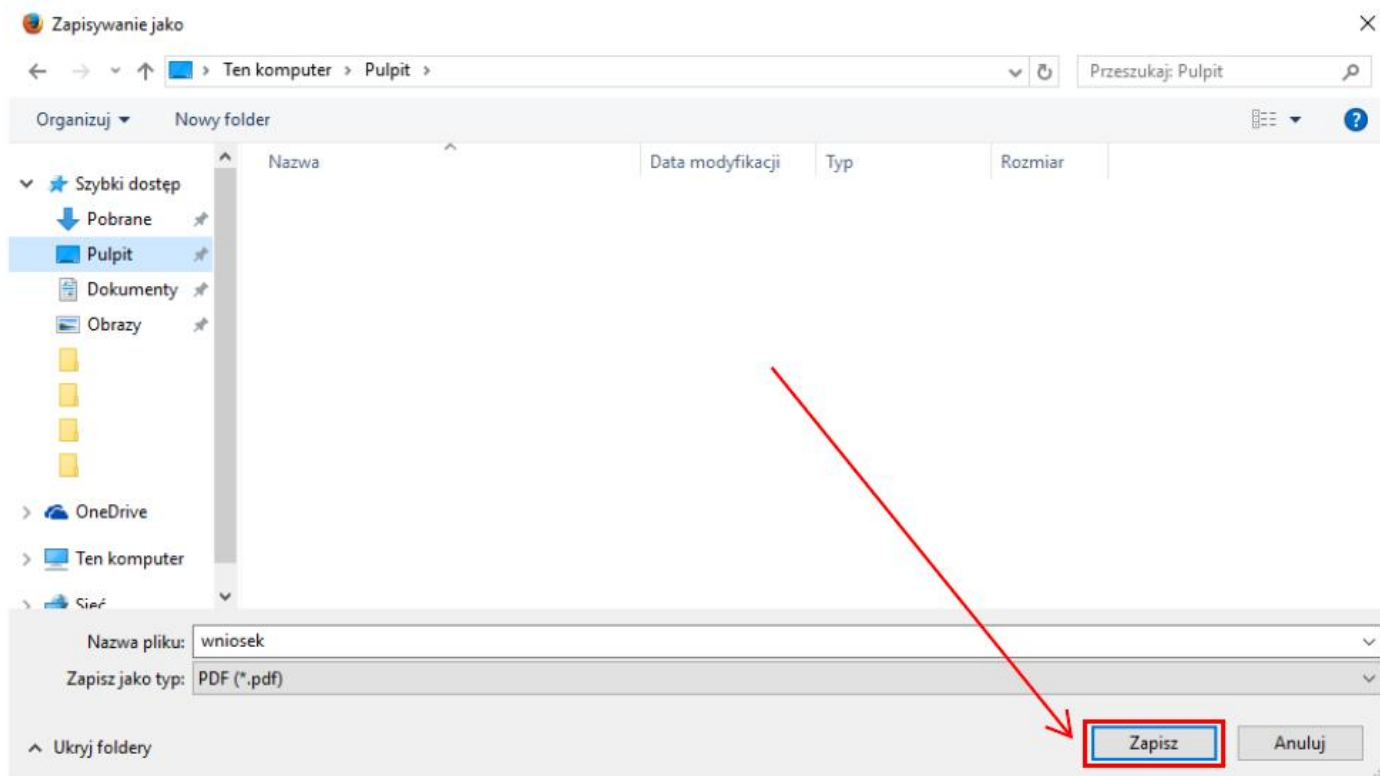 Zapisywanie jako
Ten komputer > Pulpit >
Przeszukaj: Pulpit
Organizuj
Nowy folder
Nazwa
Data modyfikacji
Typ
Rozmiar
Szybki dostęp
Pobrane
Pulpit
Dokumenty
Obrazy
OneDrive
Ten komputer
Sieć
Nazwa pliku: wniosek
Zapisz jako typ: PDF (*.pdf)
Ukryj foldery
Zapisz
Anuluj